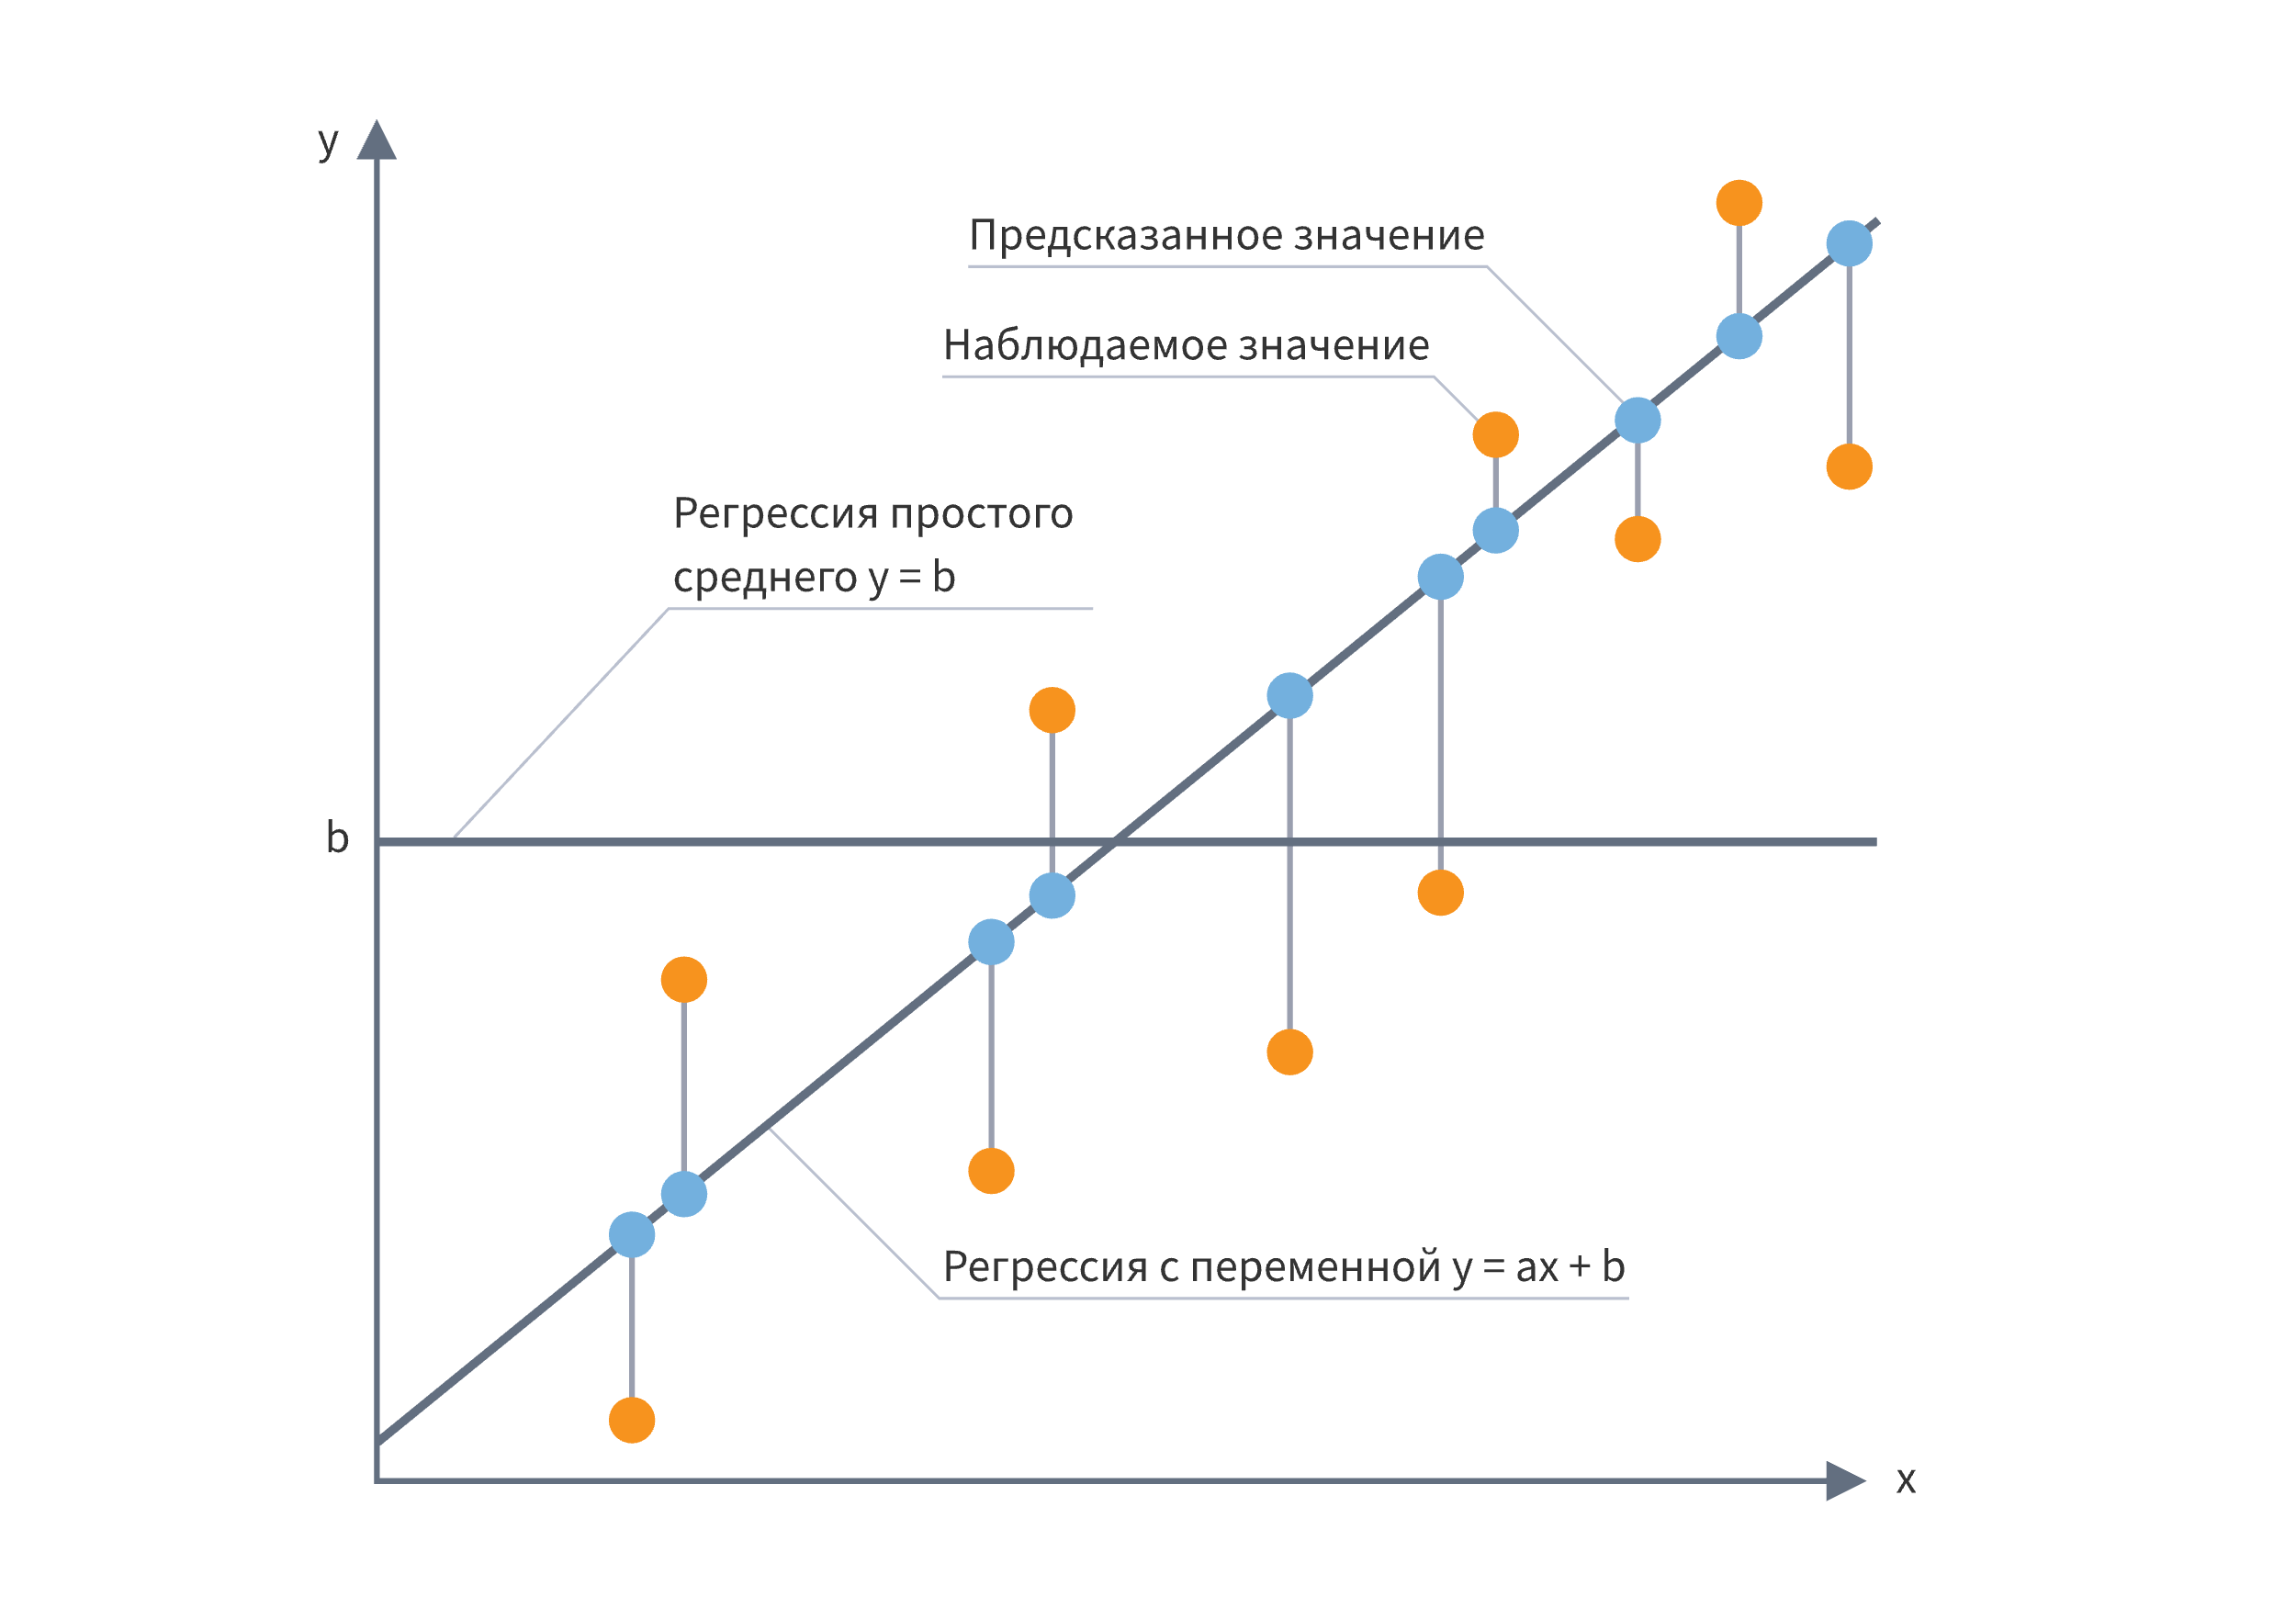 y
Предсказанное значение
Наблюдаемое значение
Регрессия простого
среднего y = b
b
Регрессия с переменной y = ax + b
x